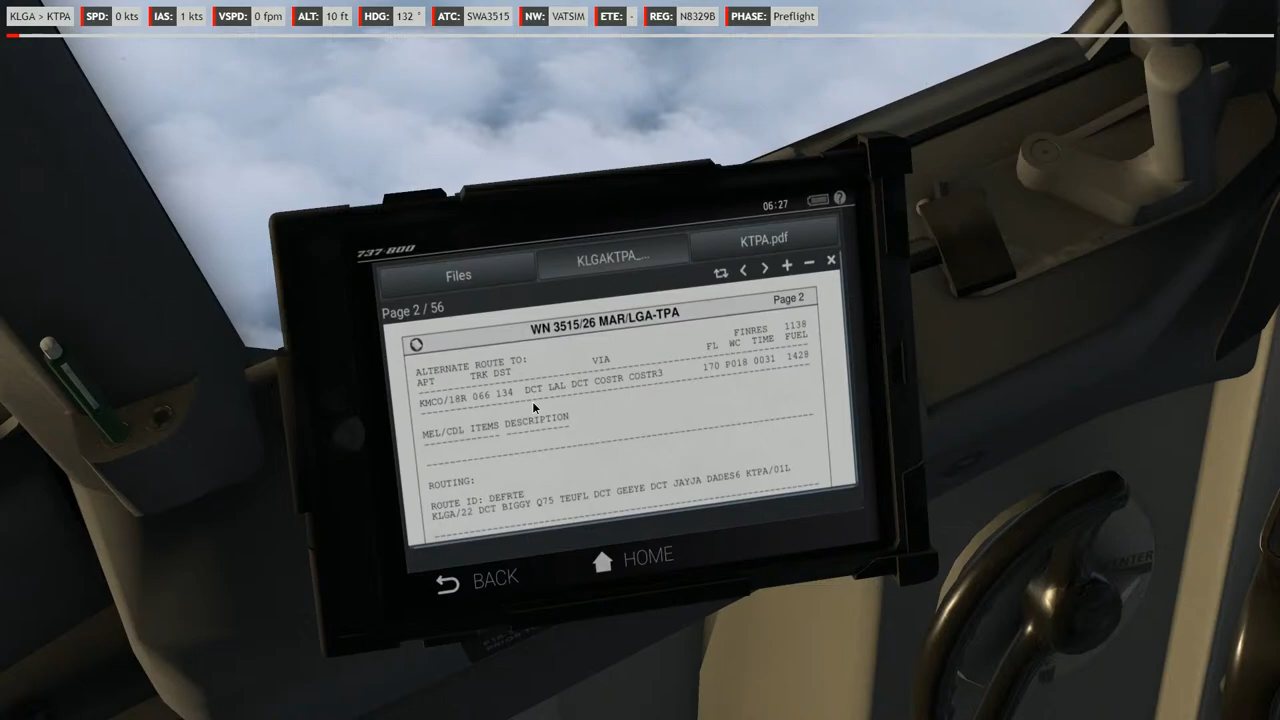 KLGA > KTPA SPD: 0 kts IAS: 1 kts VSPD: 0 fpm ALT: 10 ft HDG: 132 ° ATC: SWA3515 NW: VATSIM ETE: - REG: N8329B PHASE: Preflight
737-800
06:27
Files KLGAKTPA_... KTPA.pdf
Page 2 / 56
WN 3515/26 MAR/LGA-TPA Page 2
FINRES 1138
ALTERNATE ROUTE TO:
APT TRK DST VIA FL WC TIME FUEL
KMCO/18R 066 134 DCT LAL DCT COSTR COSTR3 170 P018 0031 1428
MEL/CDL ITEMS DESCRIPTION
ROUTING:
ROUTE ID: DEFRTE
KLGA/22 DCT BIGGY Q75 TEUFL DCT GEEYE DCT JAYJA DADES6 KTPA/01L
BACK HOME